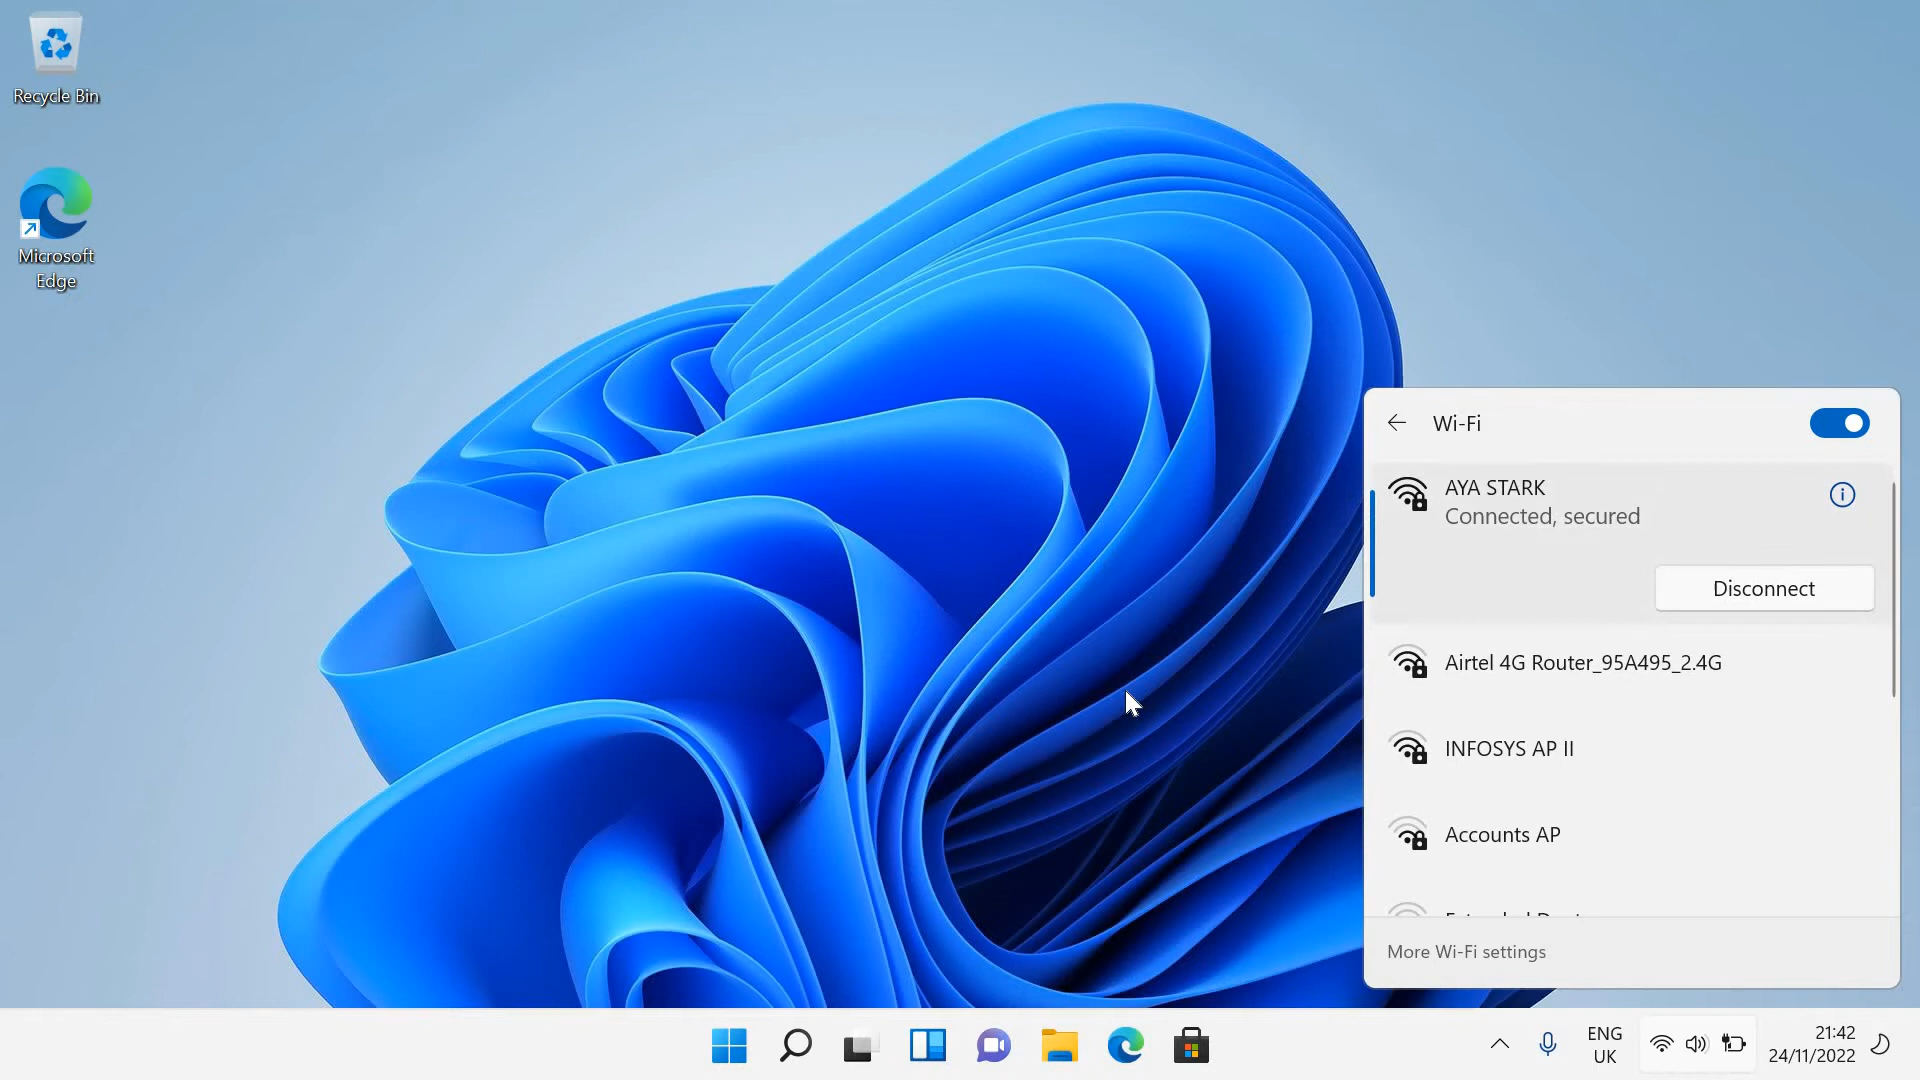 Recycle Bin
Microsoft
Edge
Wi-Fi
AYA STARK
Connected, secured
Disconnect
Airtel 4G Router_95A495_2.4G
INFOSYS AP II
Accounts AP
More Wi-Fi settings
ENG
UK
21:42
24/11/2022